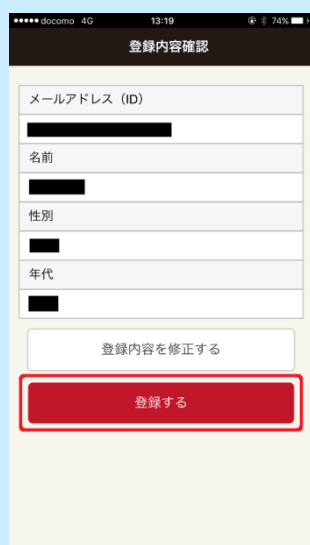 ●●●●● docomo 4G 13:19 74%
登録内容確認
メールアドレス（ID）
名前
性別
年代
登録内容を修正する
登録する